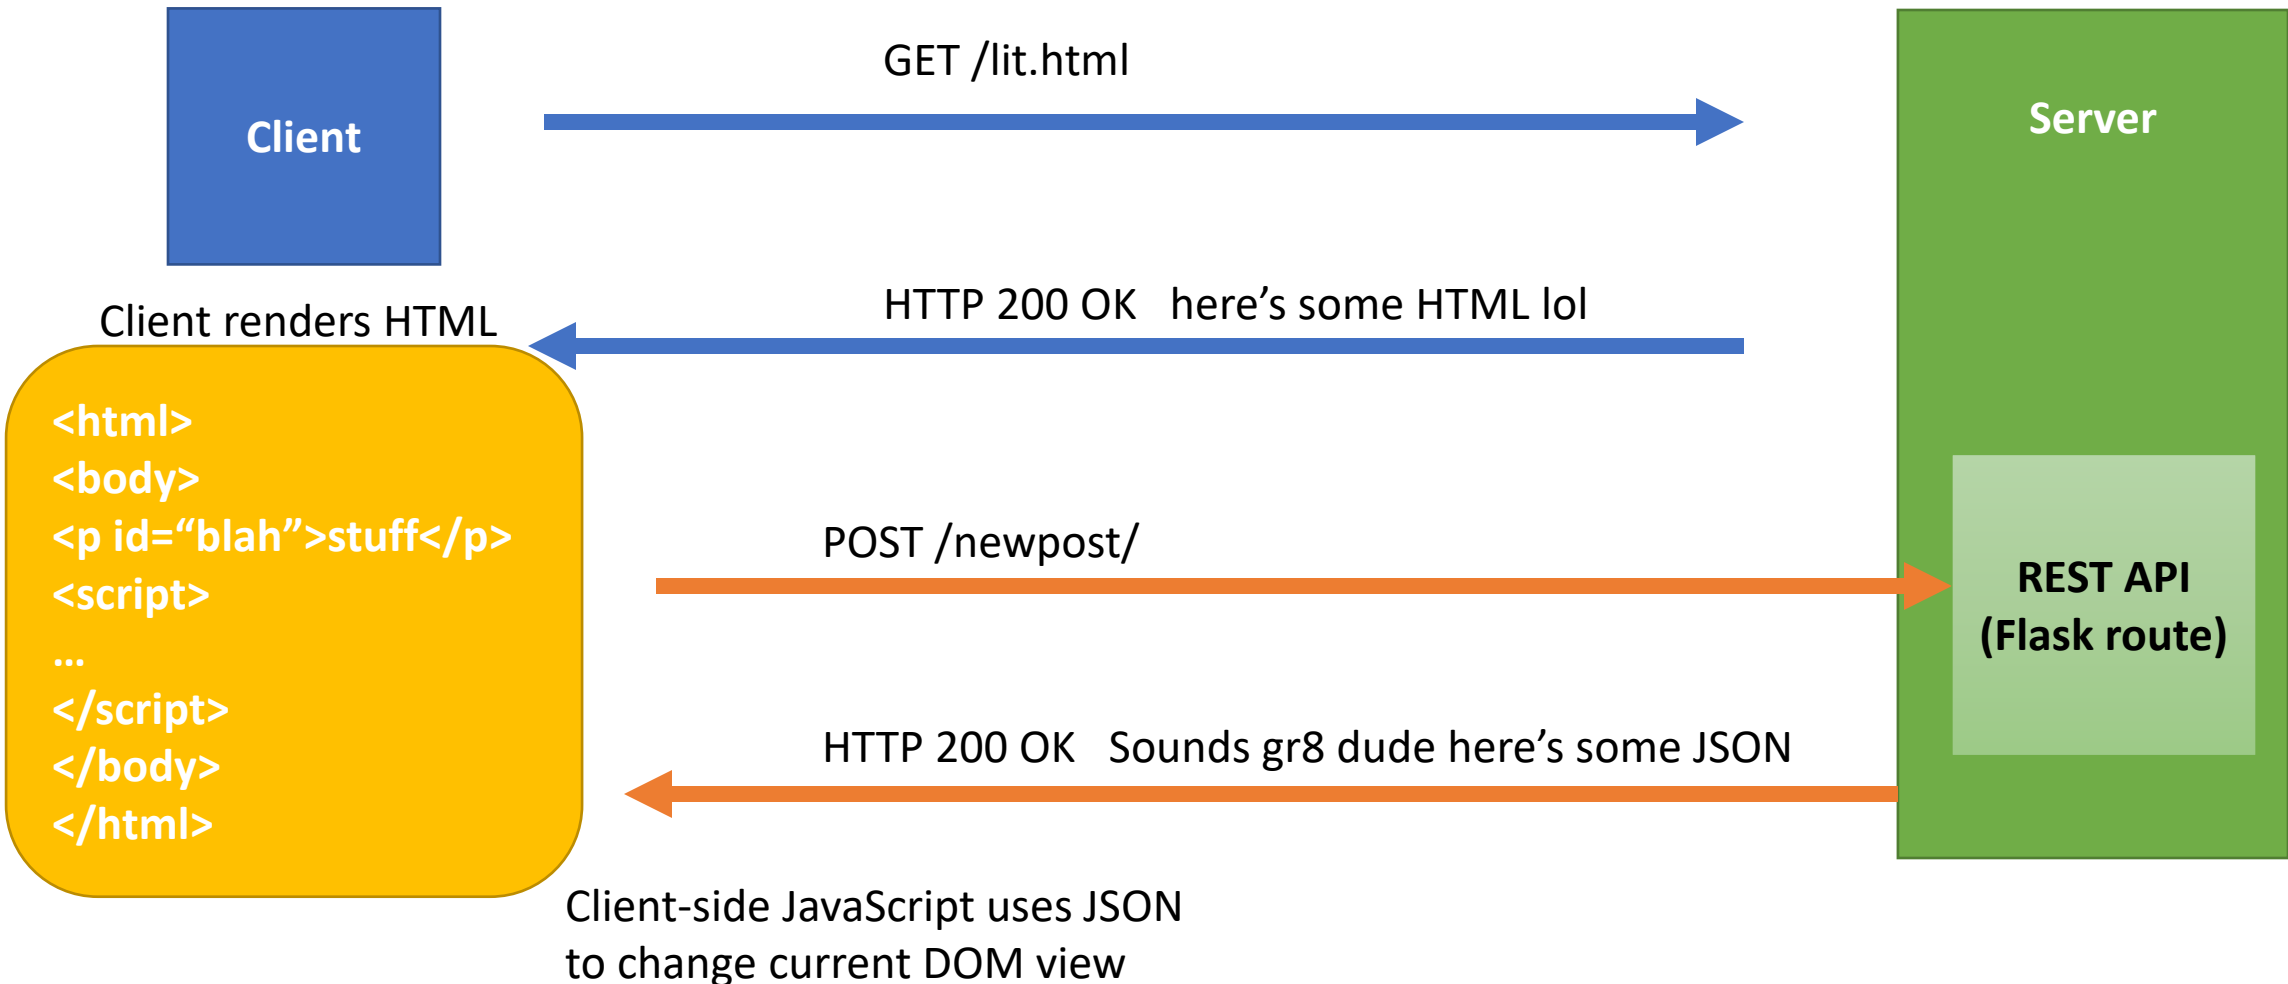 GET /lit.html
Client
Server
HTTP 200 OK   here’s some HTML lol
Client renders HTML
<html>
<body>
<p id=“blah”>stuff</p>
<script>
…
</script>
</body>
</html>
POST /newpost/
REST API
(Flask route)
HTTP 200 OK   Sounds gr8 dude here’s some JSON
Client-side JavaScript uses JSON
to change current DOM view